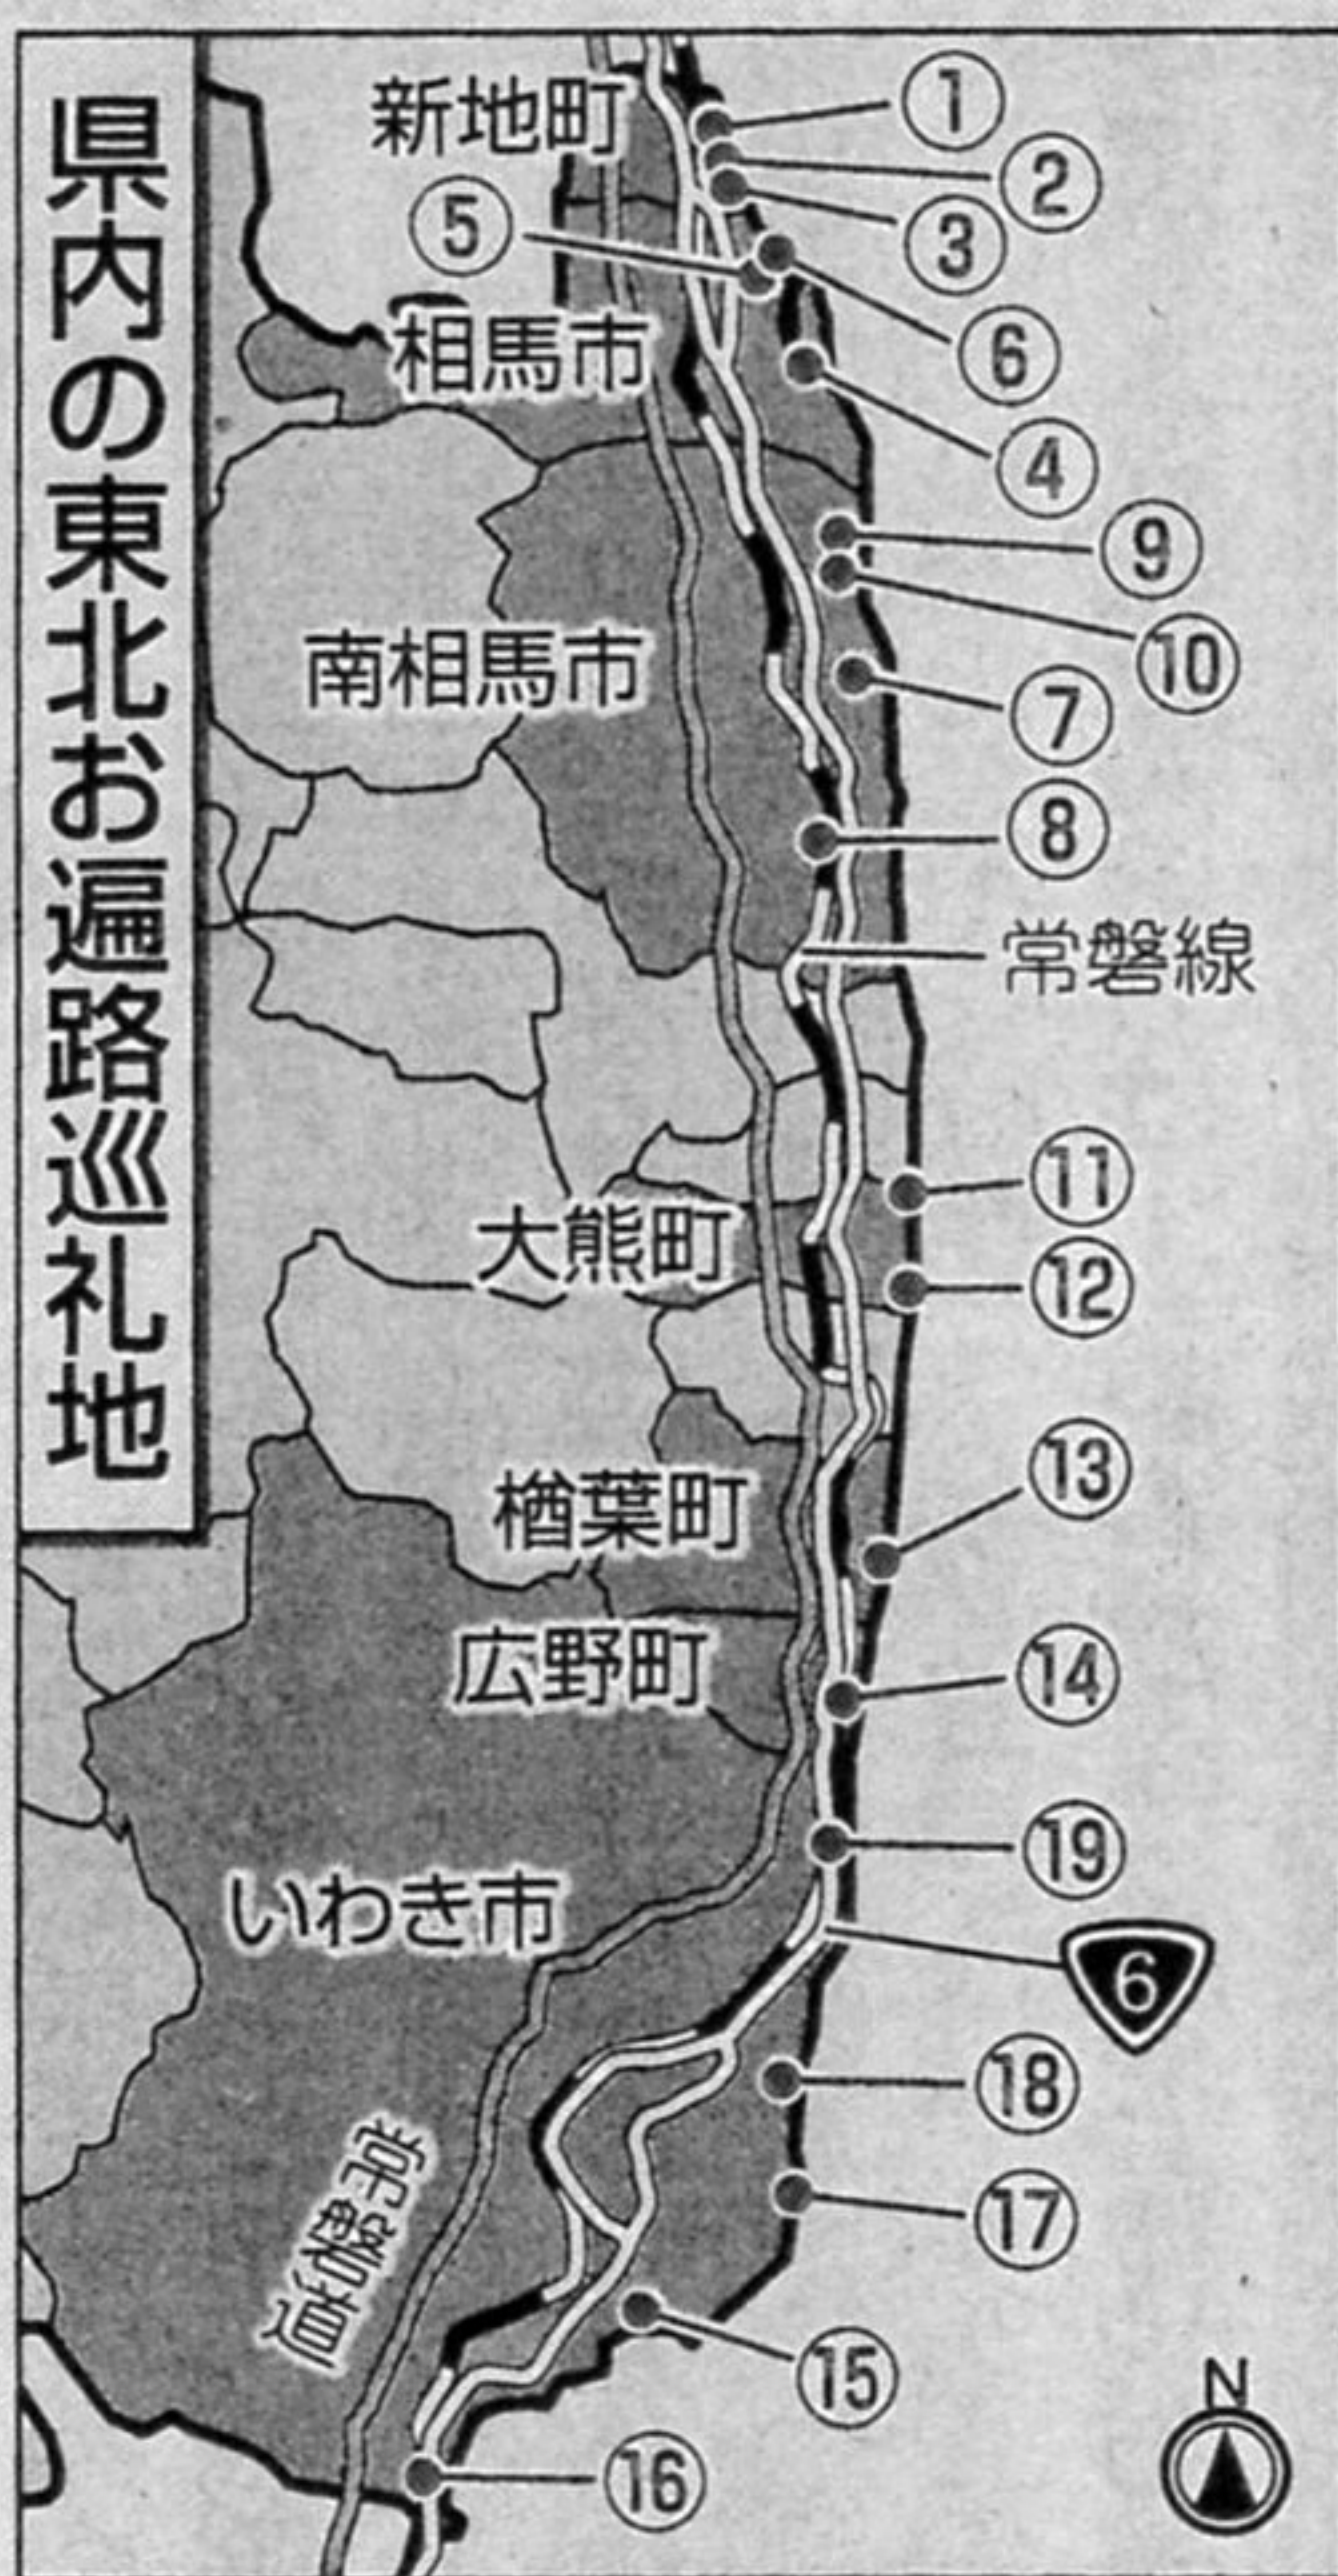 県内の東北お遍路巡礼地
新地町
①
②
③
⑤
⑥
相馬市
④
⑨
⑩
南相馬市
⑦
⑧
常磐線
⑪
大熊町
⑫
⑬
楢葉町
広野町
⑭
⑲
いわき市
6
⑱
常磐道
⑰
⑮
N
⑯